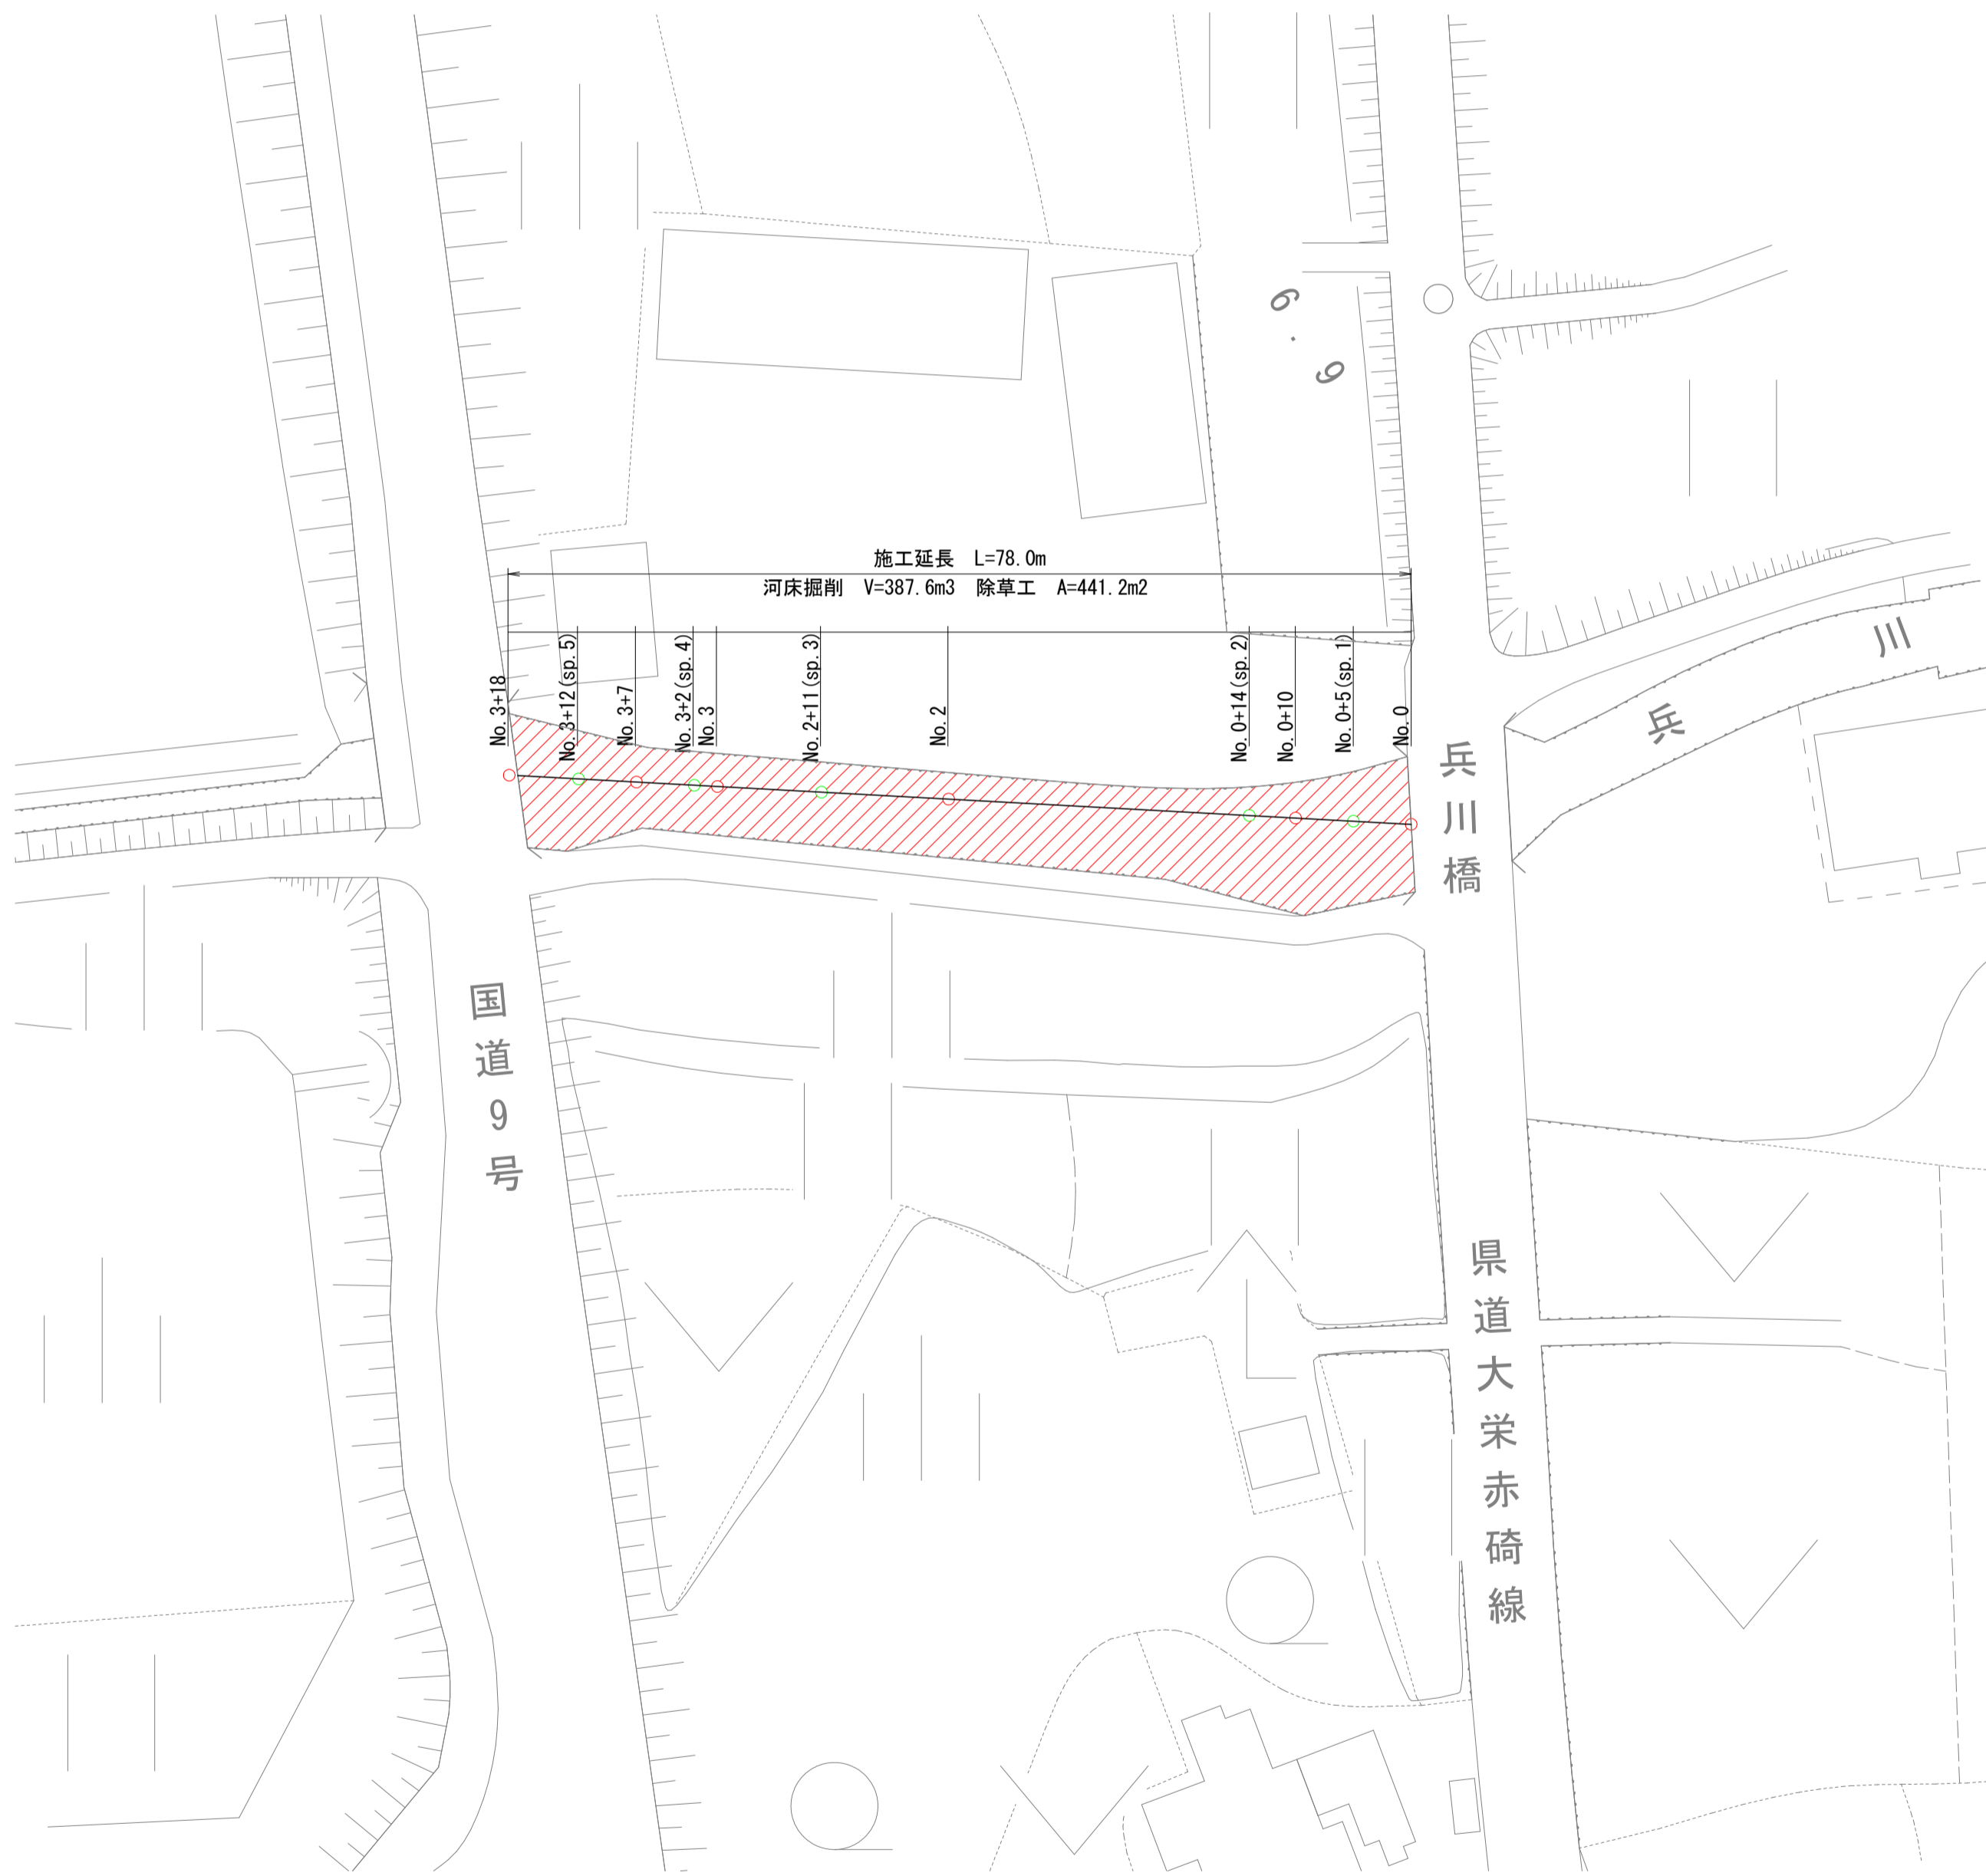 6.9
施工延長 L=78.0m
河床掘削 V=387.6m3 除草工 A=441.2m2
No.3+18
No.3+12(sp.5)
No.3+7
No.3+2(sp.4)
No.3
No.2+11(sp.3)
No.2
No.0+14(sp.2)
No.0+10
No.0+5(sp.1)
No.0
兵川
兵川橋
国道9号
県道大栄赤碕線